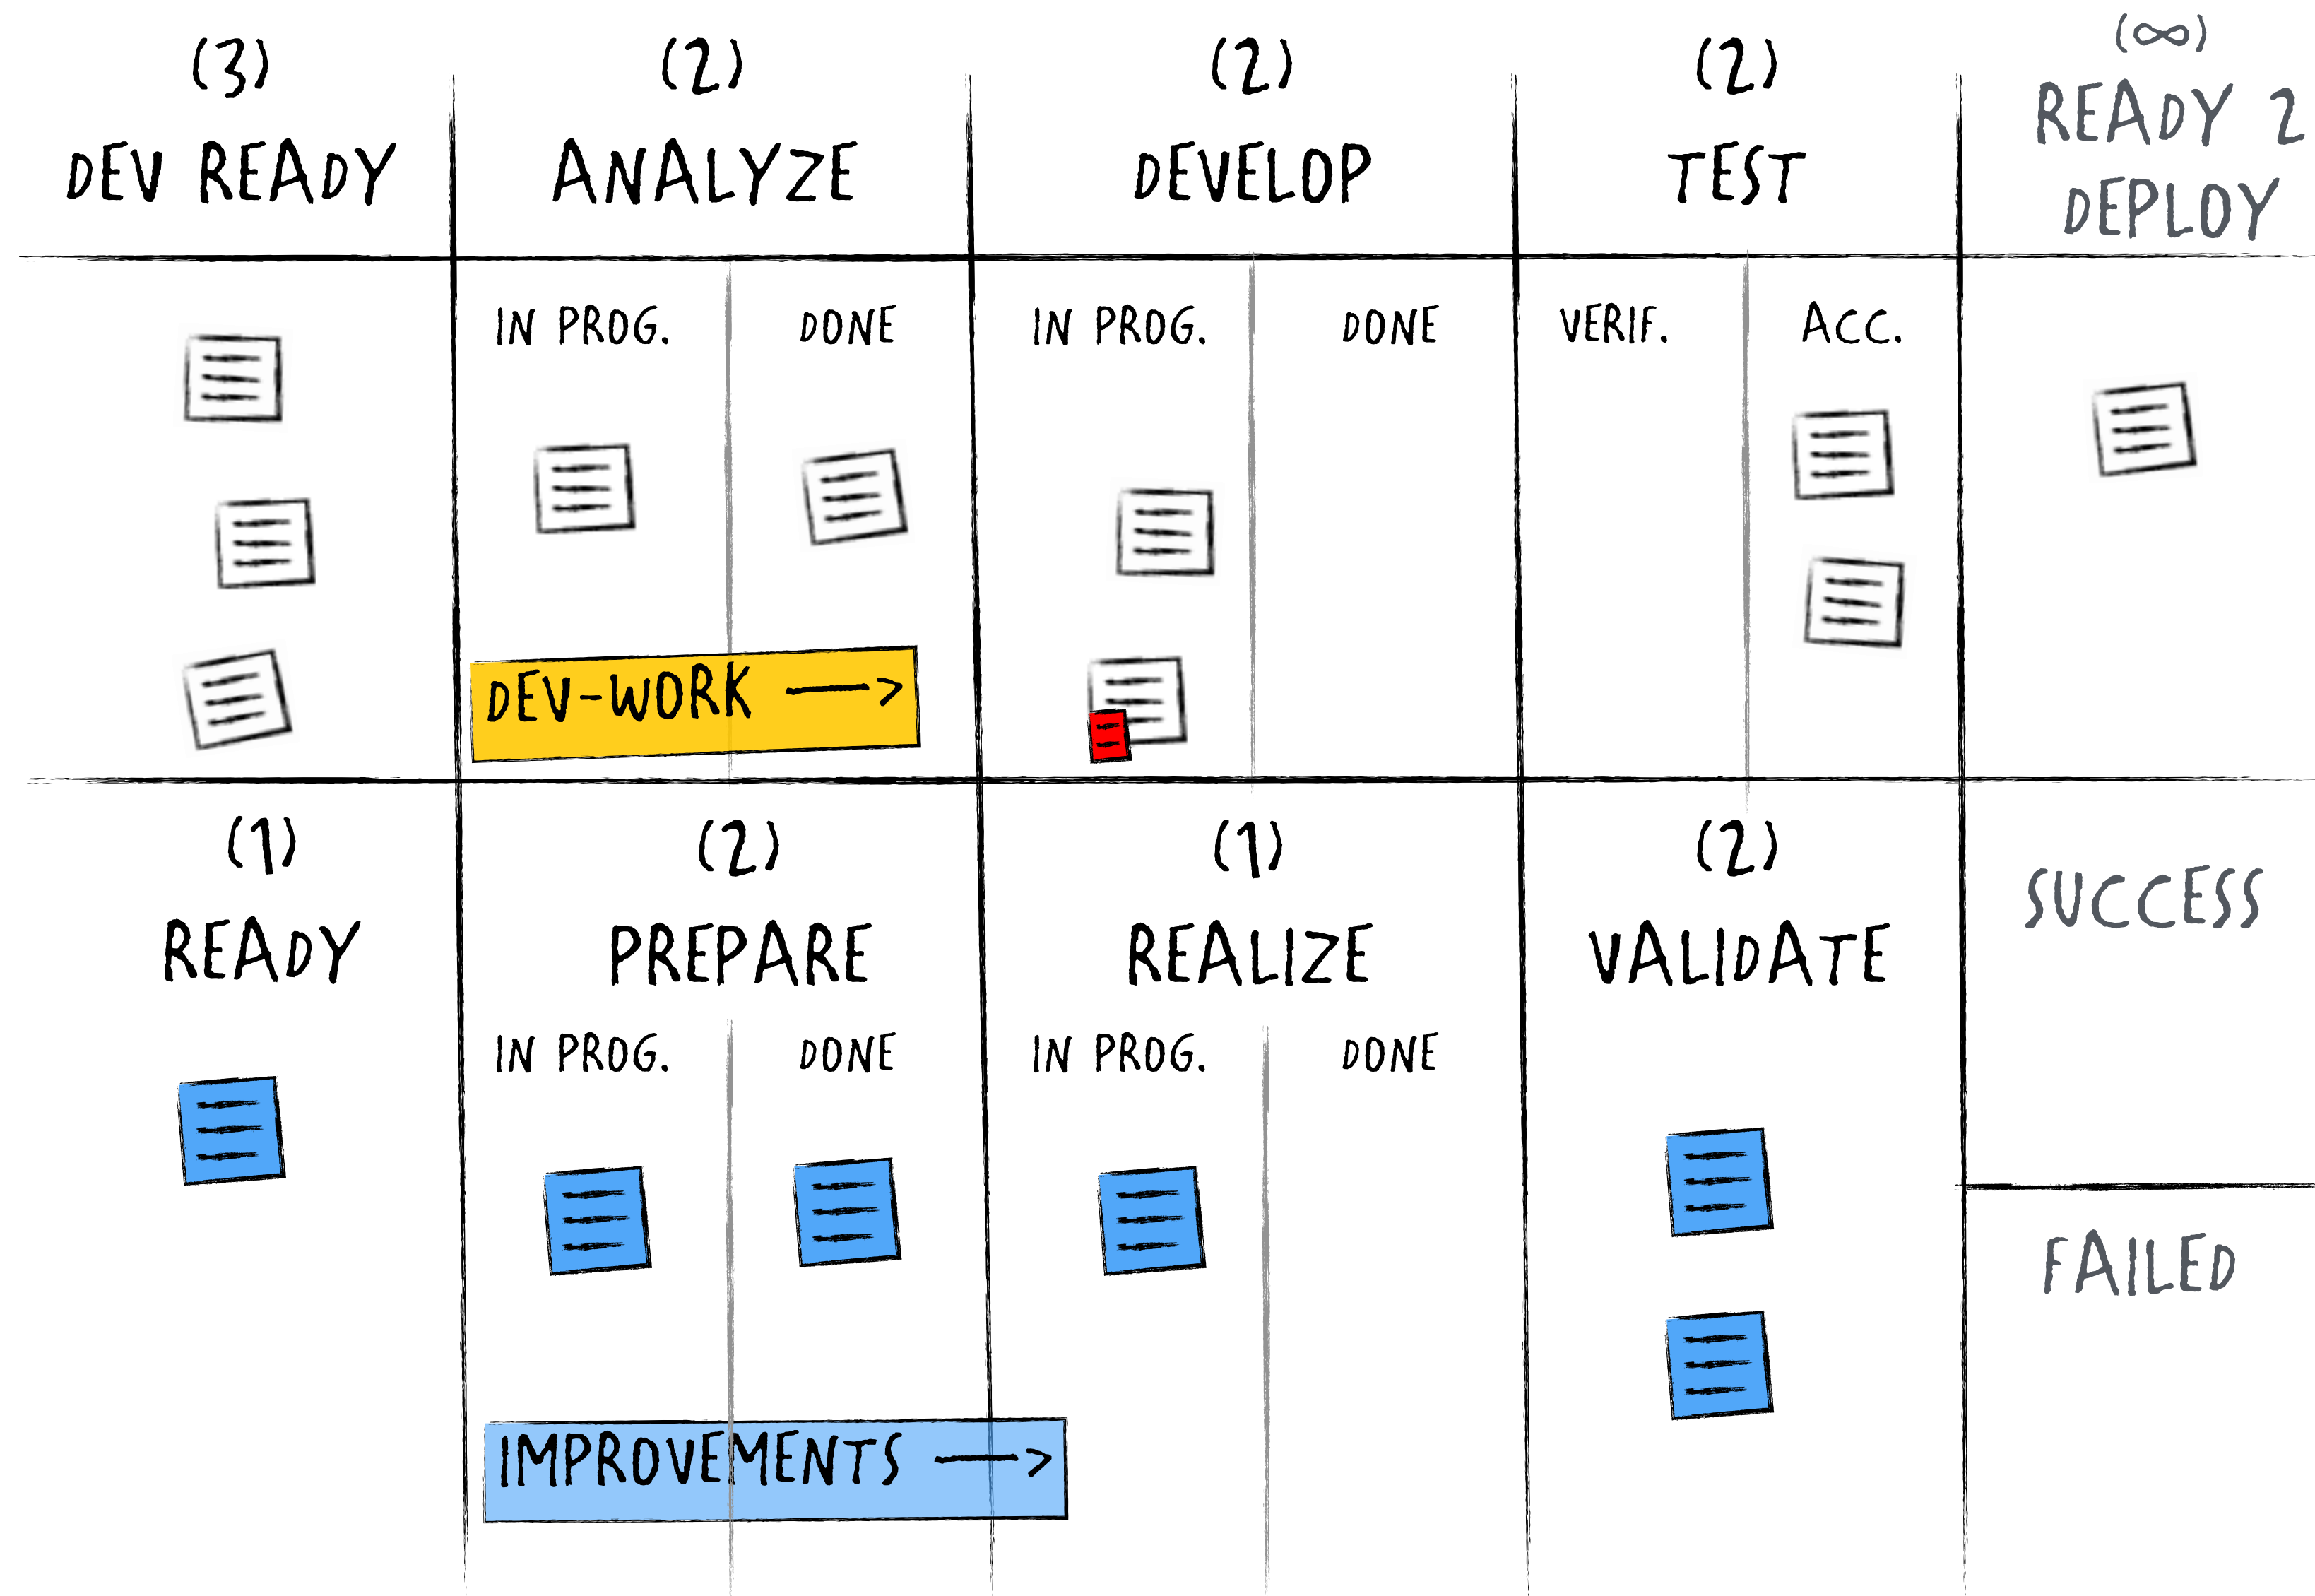 (3)
DEV READY
(2)
ANALYZE
(2)
DEVELOP
(2)
TEST
(∞)
READY 2
DEPLOY
IN PROG.
DONE
IN PROG.
DONE
VERIF.
ACC.
DEV-WORK →
(1)
READY
(2)
PREPARE
IN PROG.
DONE
(1)
REALIZE
IN PROG.
DONE
(2)
VALIDATE
SUCCESS
FAILED
IMPROVEMENTS →